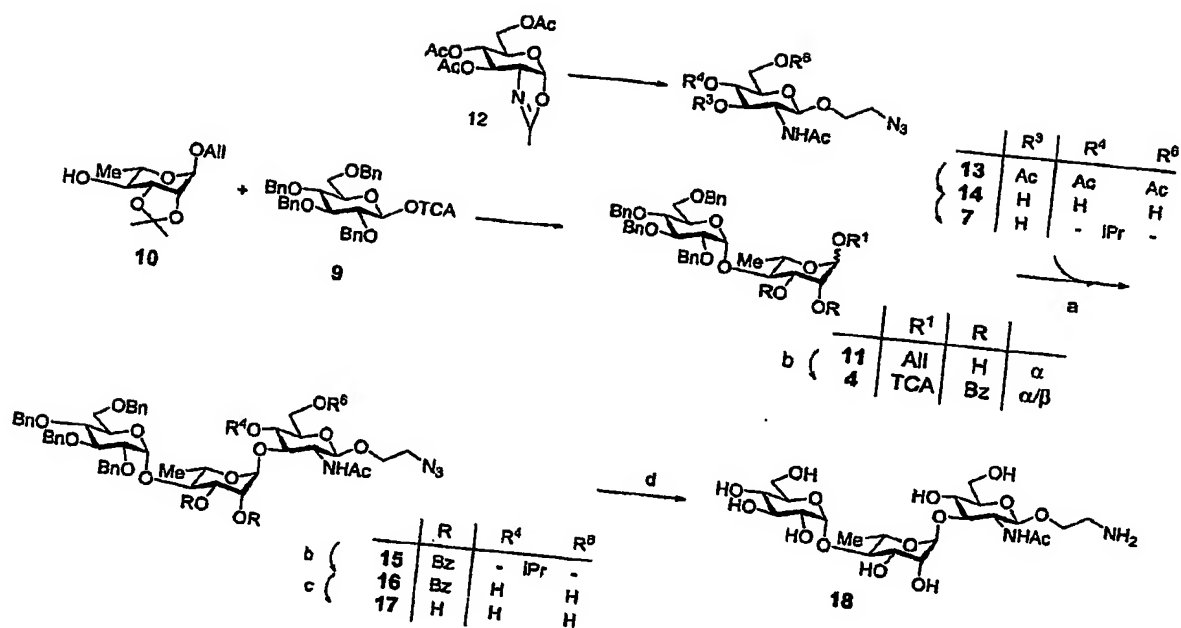 OAc
AcO
AcO
N
O
O
12
OR⁶
R⁴O
R³O
O
O
NHAc
N₃
OAll
Me
HO
O
O
O
10
+
OBn
BnO
BnO
BnO
O
OTCA
9
OBn
BnO
BnO
BnO
O
O
Me
O
OR¹
RO
OR
R³ R⁴ R⁶
13 Ac Ac Ac
14 H H H
7 H - iPr -
a
R¹ R
b 11 All H α
4 TCA Bz α/β
OBn
BnO
BnO
BnO
O
O
Me
O
RO
OR
OR⁶
R⁴O
O
O
O
NHAc
N₃
R R⁴ R⁶
b 15 Bz - iPr -
c 16 Bz H H
17 H H H
d
OH
HO
HO
HO
O
O
Me
O
HO
OH
OH
HO
O
O
O
NHAc
NH₂
18